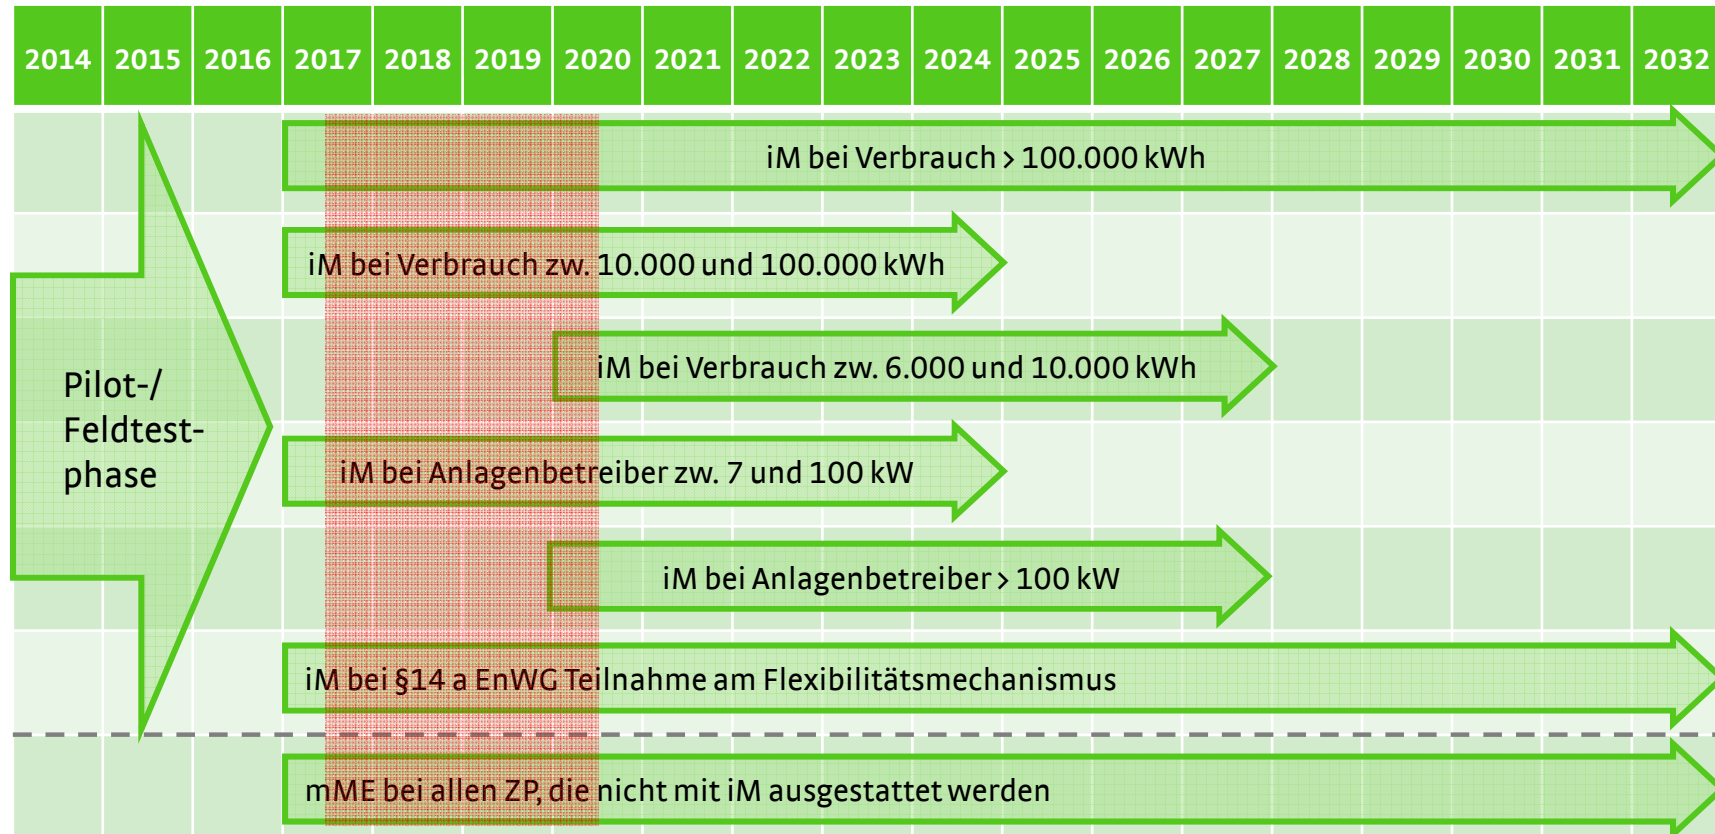 2014 2015 2016 2017 2018 2019 2020 2021 2022 2023 2024 2025 2026 2027 2028 2029 2030 2031 2032
iM bei Verbrauch > 100.000 kWh
iM bei Verbrauch zw. 10.000 und 100.000 kWh
iM bei Verbrauch zw. 6.000 und 10.000 kWh
Pilot-/
Feldtest-
phase
iM bei Anlagenbetreiber zw. 7 und 100 kW
iM bei Anlagenbetreiber > 100 kW
iM bei §14 a EnWG Teilnahme am Flexibilitätsmechanismus
mME bei allen ZP, die nicht mit iM ausgestattet werden